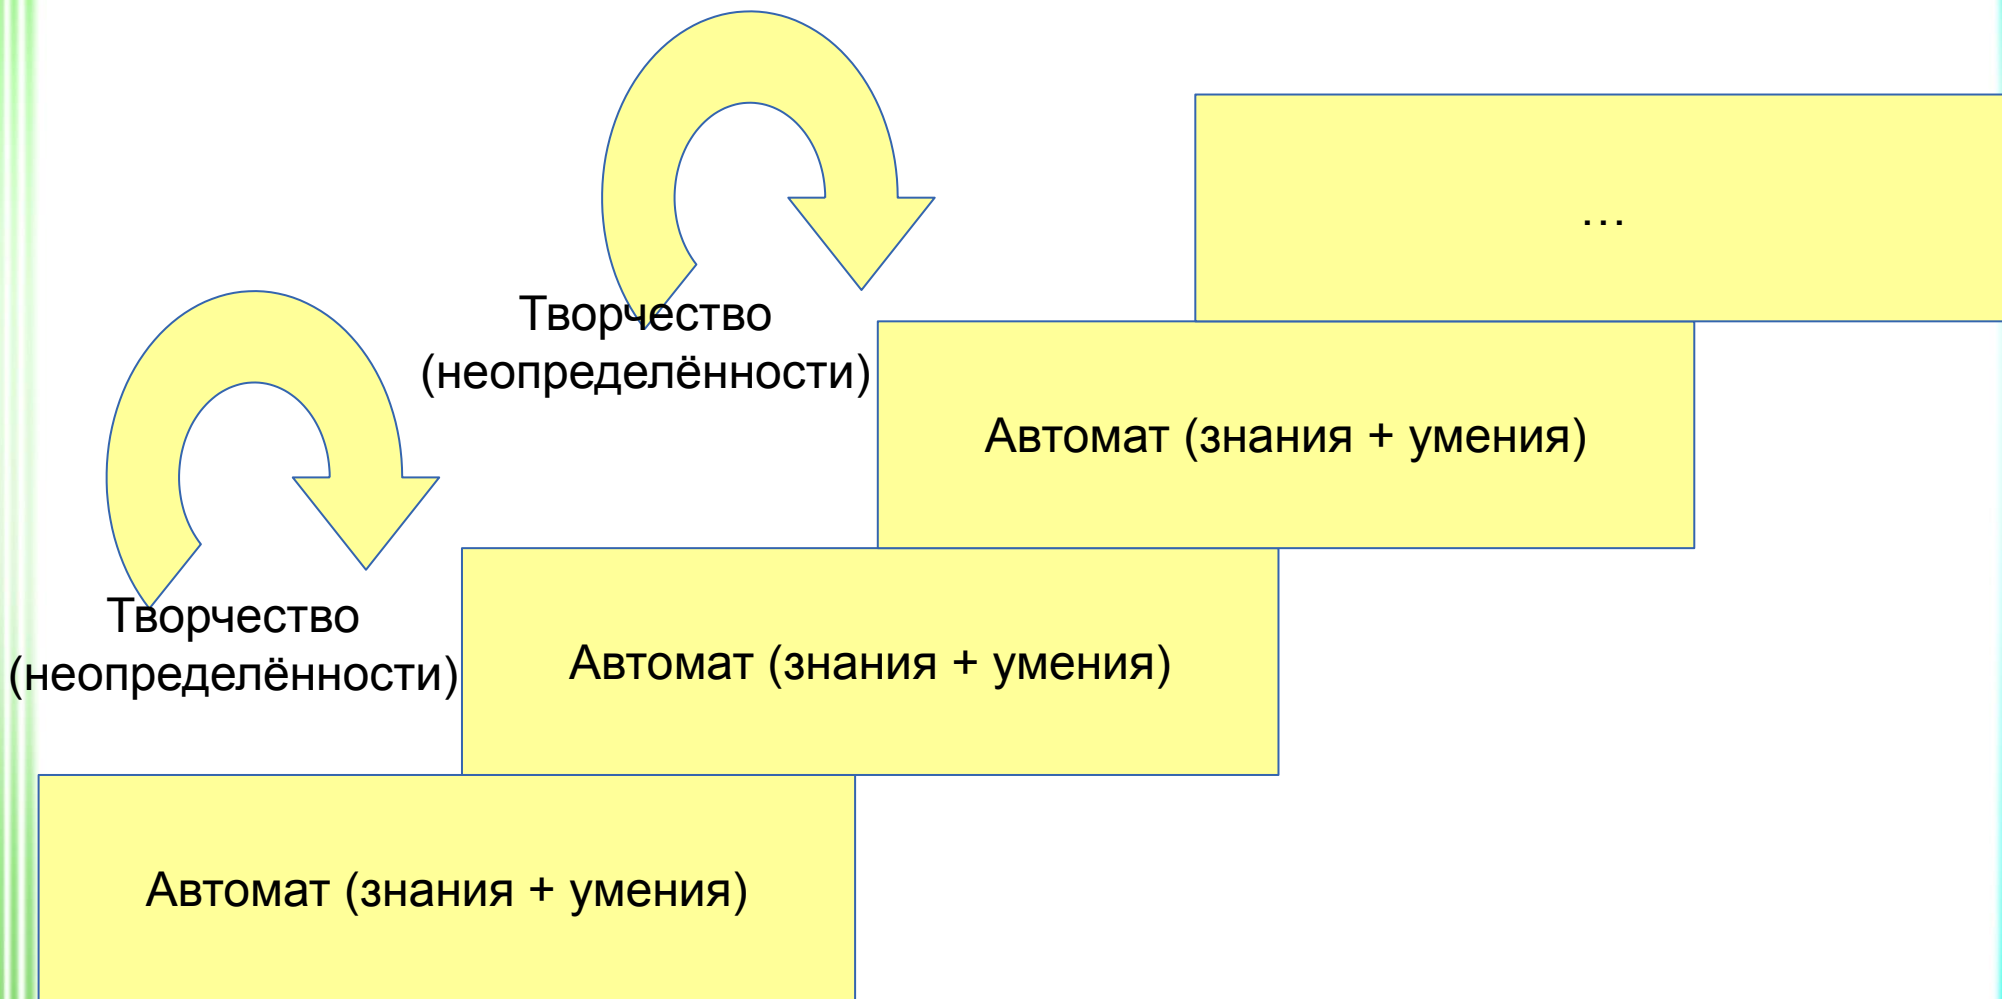 …
Творчество
(неопределённости)
Автомат (знания + умения)
Творчество
(неопределённости)
Автомат (знания + умения)
Автомат (знания + умения)